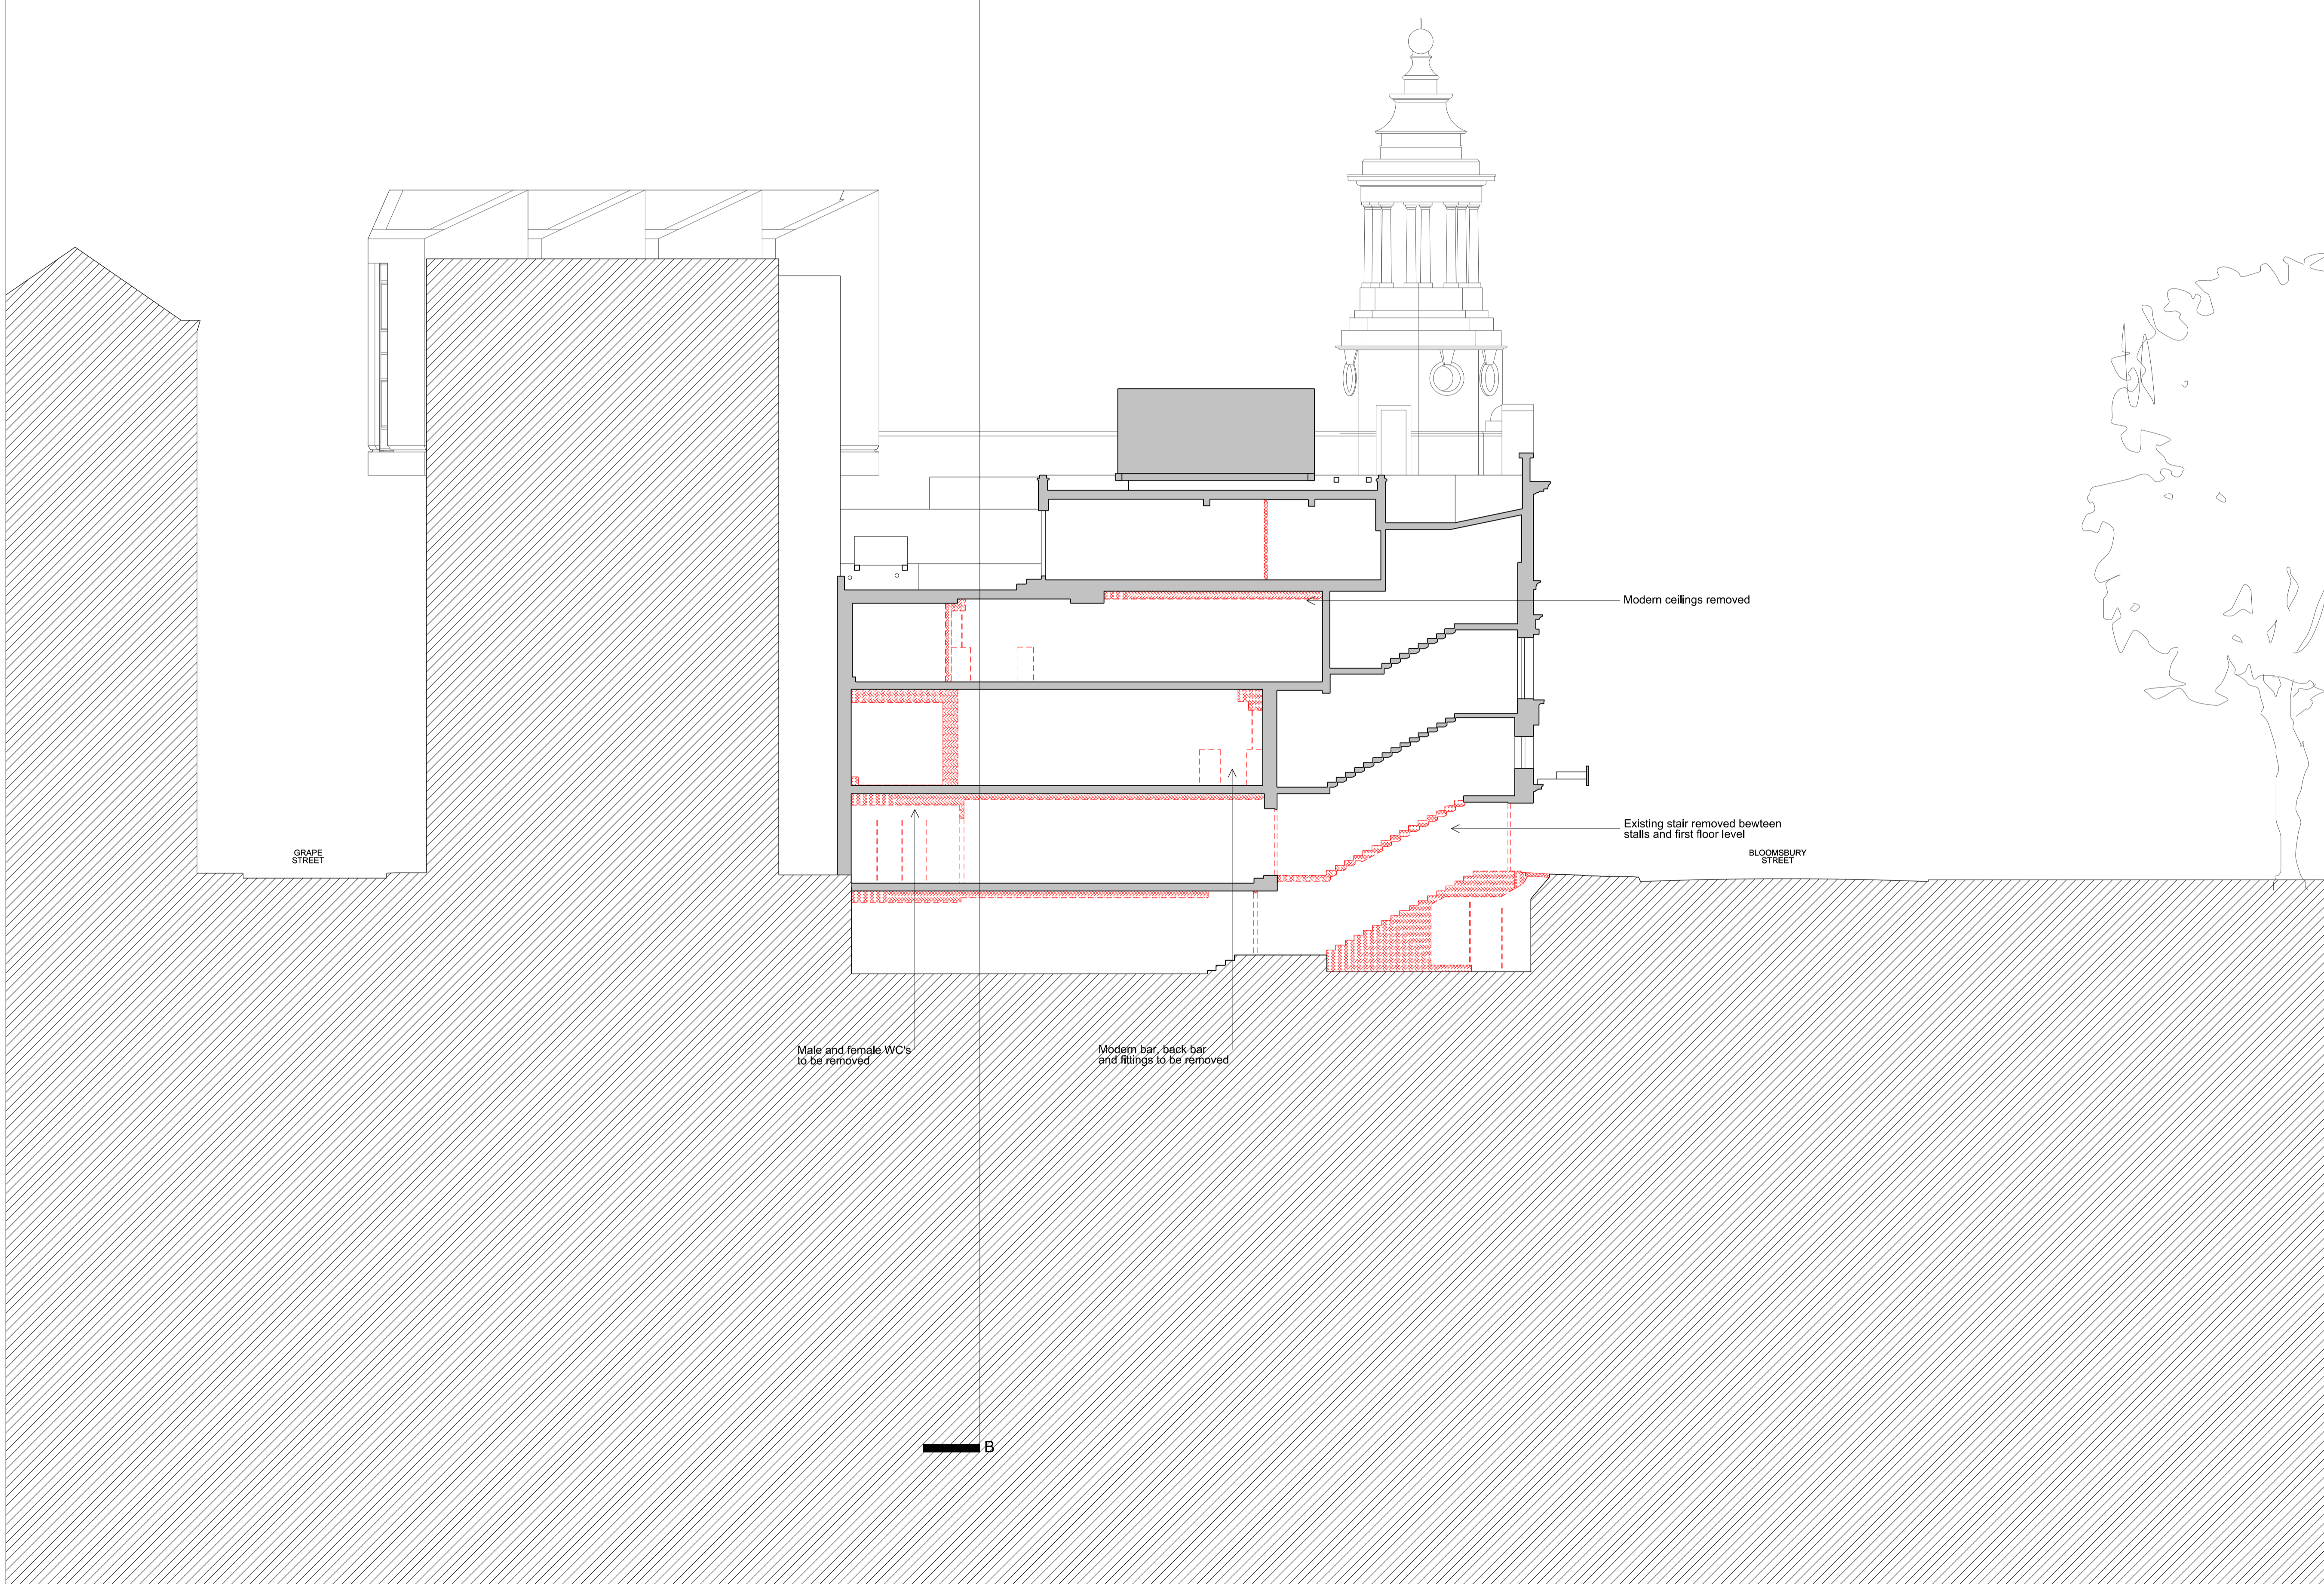 Modern ceilings removed
Existing stair removed bewteen
stalls and first floor level
GRAPE
STREET
BLOOMSBURY
STREET
Male and female WC's
to be removed
Modern bar, back bar
and fittings to be removed
B